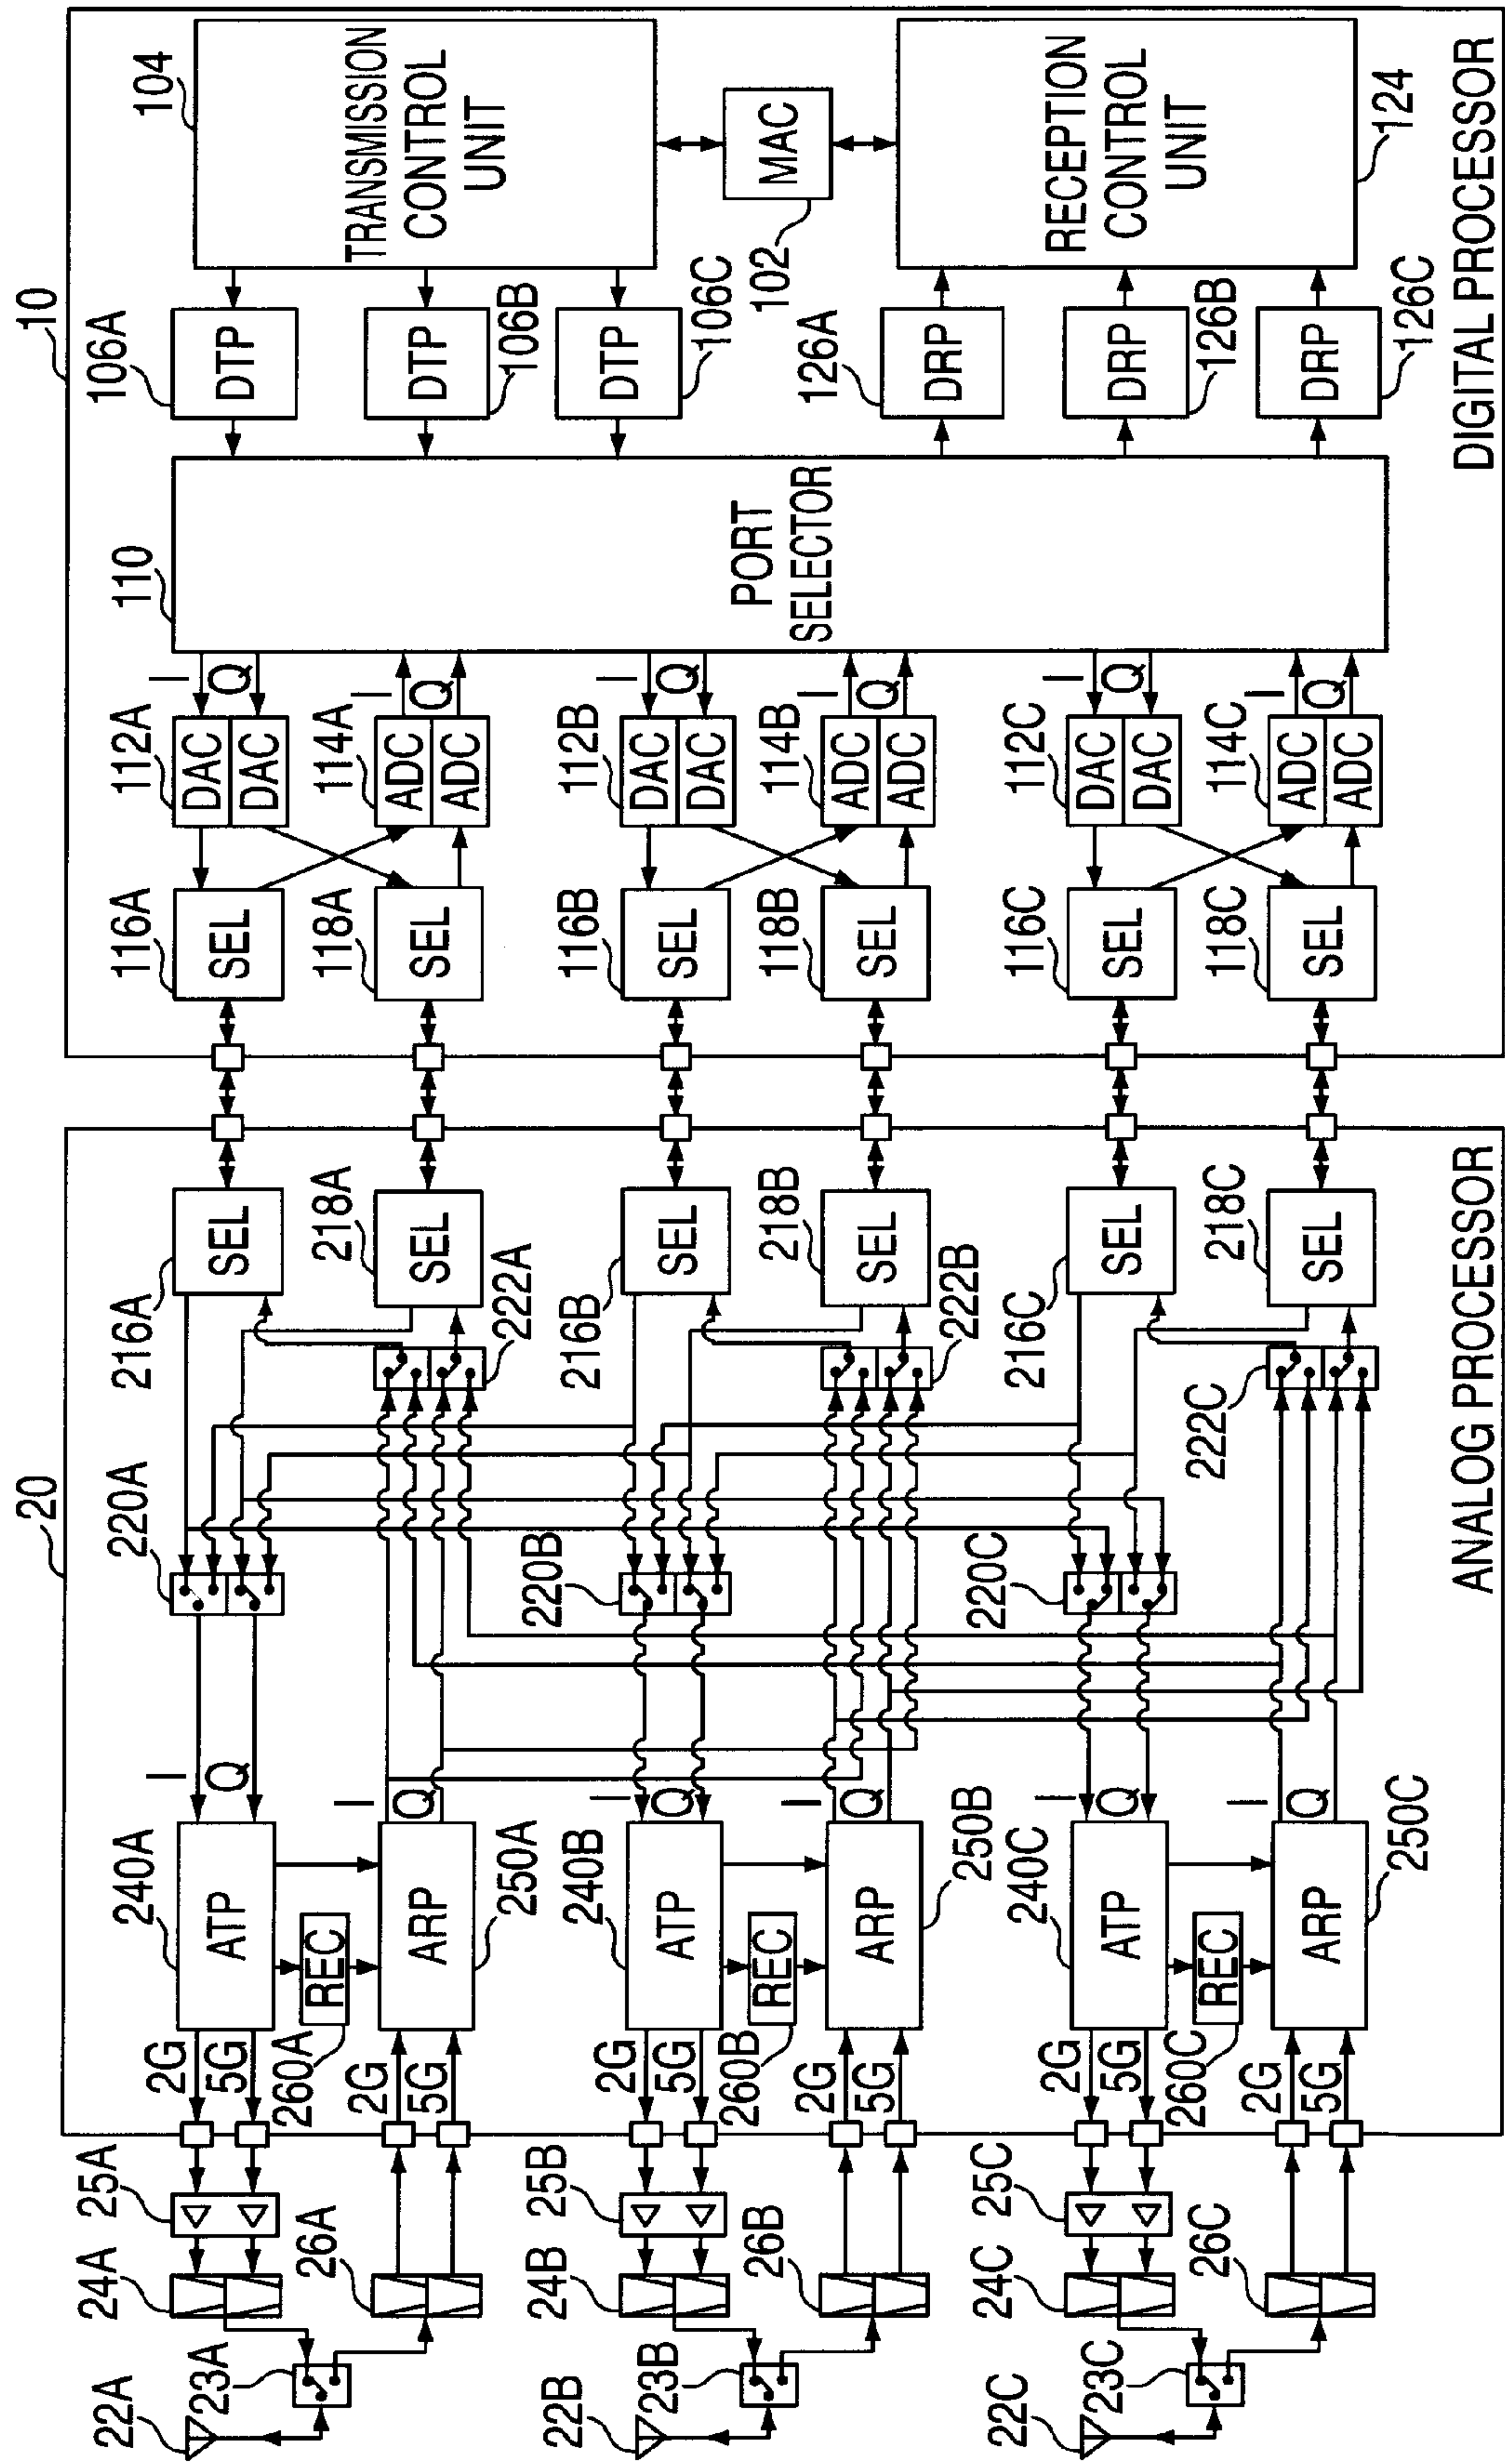 10
104
TRANSMISSION
CONTROL
UNIT
MAC
102
RECEPTION
CONTROL
UNIT
124
106A
DTP
DTP
106B
DTP
106C
126A
DRP
DRP
126B
DRP
126C
DIGITAL PROCESSOR
110
PORT
SELECTOR
I
Q
I
Q
I
Q
I
Q
I
Q
I
Q
112A
DAC
DAC
114A
ADC
ADC
112B
DAC
DAC
114B
ADC
ADC
112C
DAC
DAC
114C
ADC
ADC
116A
SEL
118A
SEL
116B
SEL
118B
SEL
116C
SEL
118C
SEL
20
ANALOG PROCESSOR
216A
SEL
218A
SEL
216B
SEL
218B
SEL
216C
SEL
218C
SEL
222A
222B
222C
220A
220B
220C
I
Q
I
Q
I
Q
I
Q
I
Q
I
Q
240A
ATP
ARP
250A
240B
ATP
ARP
250B
240C
ATP
ARP
250C
REC
260A
REC
260B
REC
260C
2G
5G
2G
5G
2G
5G
2G
5G
2G
5G
2G
5G
25A
25B
25C
24A
26A
24B
26B
24C
26C
22A
23A
22B
23B
22C
23C